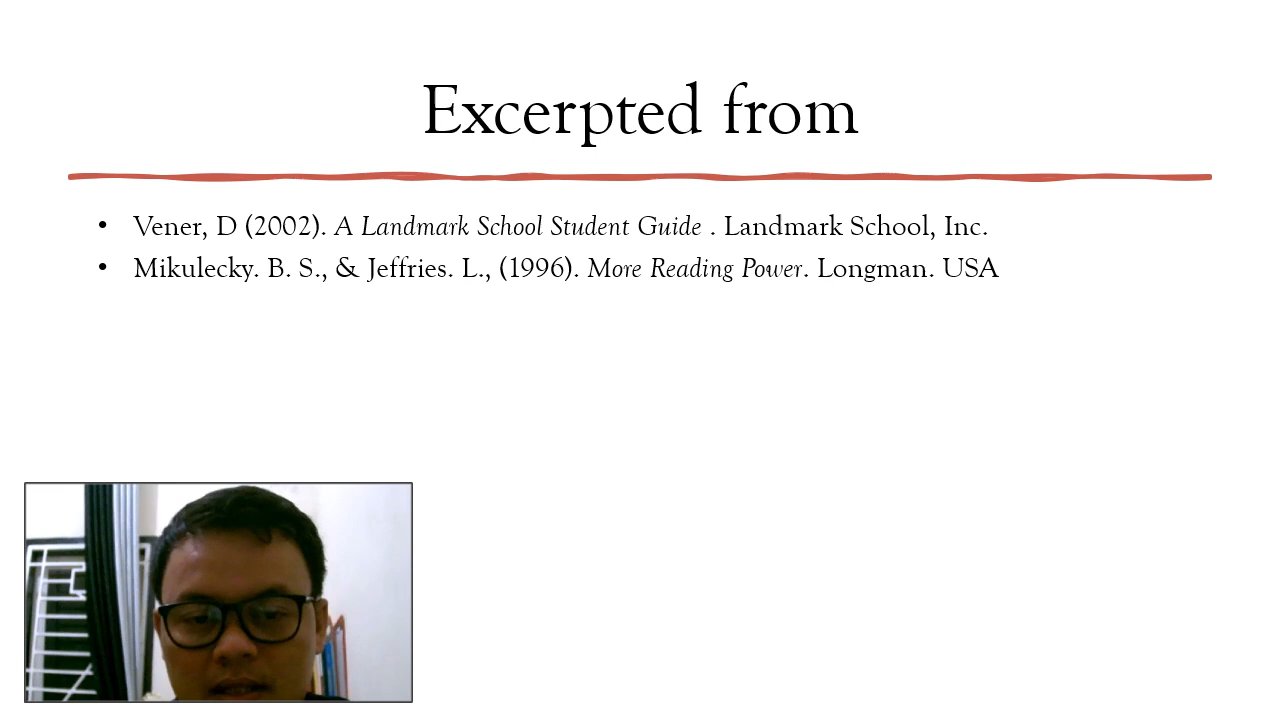 Excerpted from
• Vener, D (2002). A Landmark School Student Guide . Landmark School, Inc.
• Mikulecky. B. S., & Jeffries. L., (1996). More Reading Power. Longman. USA